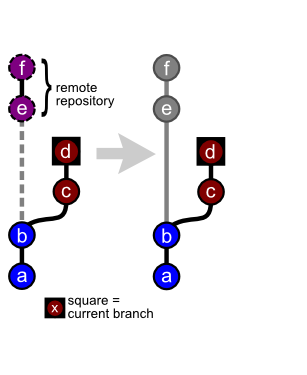 f
e
remote
repository
d
c
b
a
f
e
d
c
b
a
x
square =
current branch